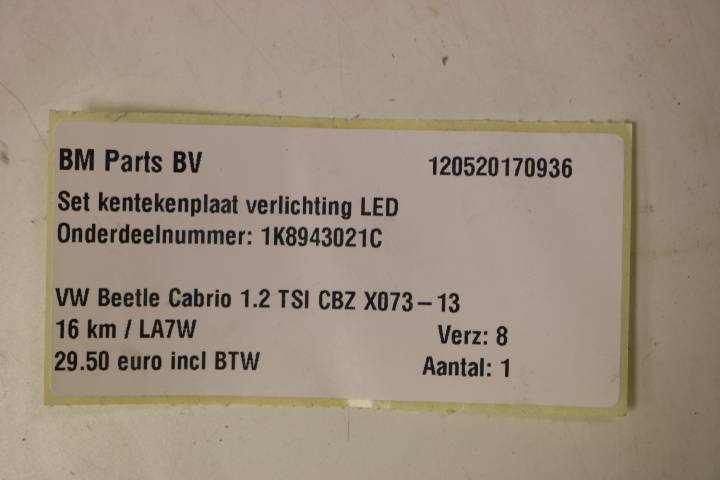 BM Parts BV 120520170936
Set kentekenplaat verlichting LED
Onderdeelnummer: 1K8943021C
VW Beetle Cabrio 1.2 TSI CBZ X073-13
16 km / LA7W Verz: 8
29.50 euro incl BTW Aantal: 1